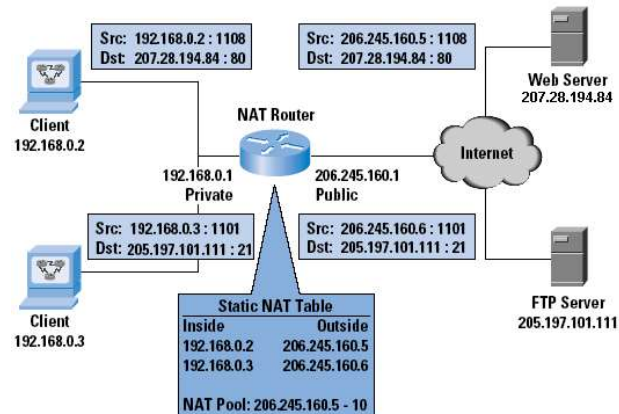 Src: 192.168.0.2 : 1108
Dst: 207.28.194.84 : 80
Src: 206.245.160.5 : 1108
Dst: 207.28.194.84 : 80
Web Server
207.28.194.84
Client
192.168.0.2
NAT Router
Internet
192.168.0.1
Private
206.245.160.1
Public
Src: 192.168.0.3 : 1101
Dst: 205.197.101.111 : 21
Src: 206.245.160.6 : 1101
Dst: 205.197.101.111 : 21
Client
192.168.0.3
FTP Server
205.197.101.111
Static NAT Table
Inside Outside
192.168.0.2 206.245.160.5
192.168.0.3 206.245.160.6
NAT Pool: 206.245.160.5 - 10